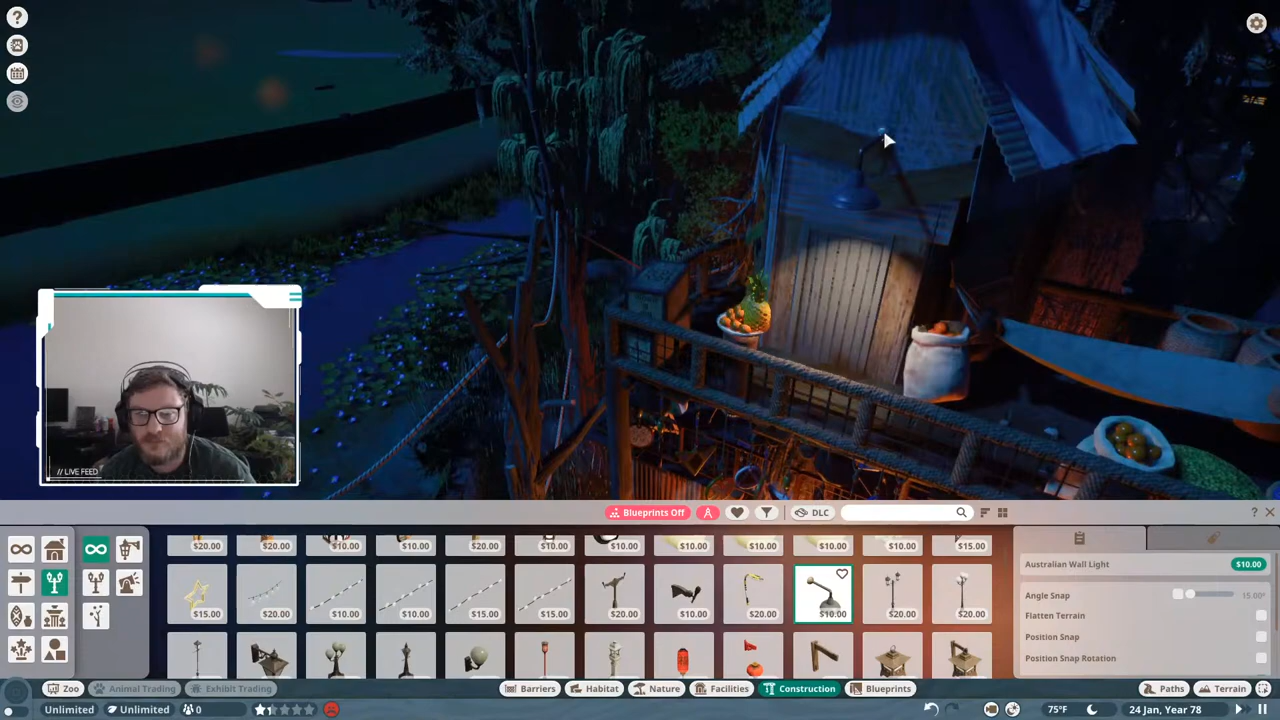 // LIVE FEED
Blueprints Off
DLC
$20.00 $20.00 $10.00 $10.00 $20.00 $10.00 $10.00 $10.00 $10.00 $10.00 $10.00 $15.00
$15.00 $20.00 $10.00 $10.00 $15.00 $15.00 $20.00 $10.00 $20.00 $10.00 $20.00 $20.00
Australian Wall Light $10.00
Angle Snap 15.00°
Flatten Terrain
Position Snap
Position Snap Rotation
Zoo Animal Trading Exhibit Trading Barriers Habitat Nature Facilities Construction Blueprints Paths Terrain
Unlimited Unlimited 0 75°F 24 Jan, Year 78